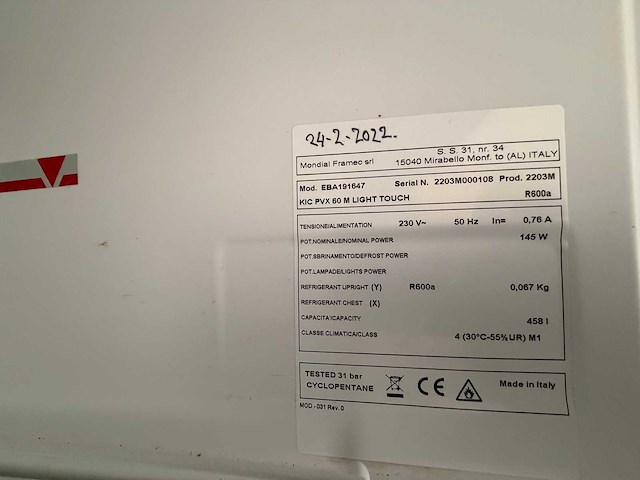 24-2-2022.
Mondial Framec srl
S. S. 31, nr. 34
15040 Mirabello Monf. to (AL) ITALY
Mod. EBA191647 Serial N. 2203M000108 Prod. 2203M
KIC PVX 60 M LIGHT TOUCH R600a
TENSIONE/ALIMENTATION 230 V~ 50 Hz In= 0,76 A
POT.NOMINALE/NOMINAL POWER 145 W
POT.SBRINAMENTO/DEFROST POWER
POT.LAMPADE/LIGHTS POWER
REFRIGERANT UPRIGHT (Y) R600a 0,067 Kg
REFRIGERANT CHEST (X)
CAPACITA'/CAPACITY 458 l
CLASSE CLIMATICA/CLASS 4 (30°C-55%UR) M1
TESTED 31 bar
CYCLOPENTANE CE Made in Italy
MOD - 031 Rev. 0